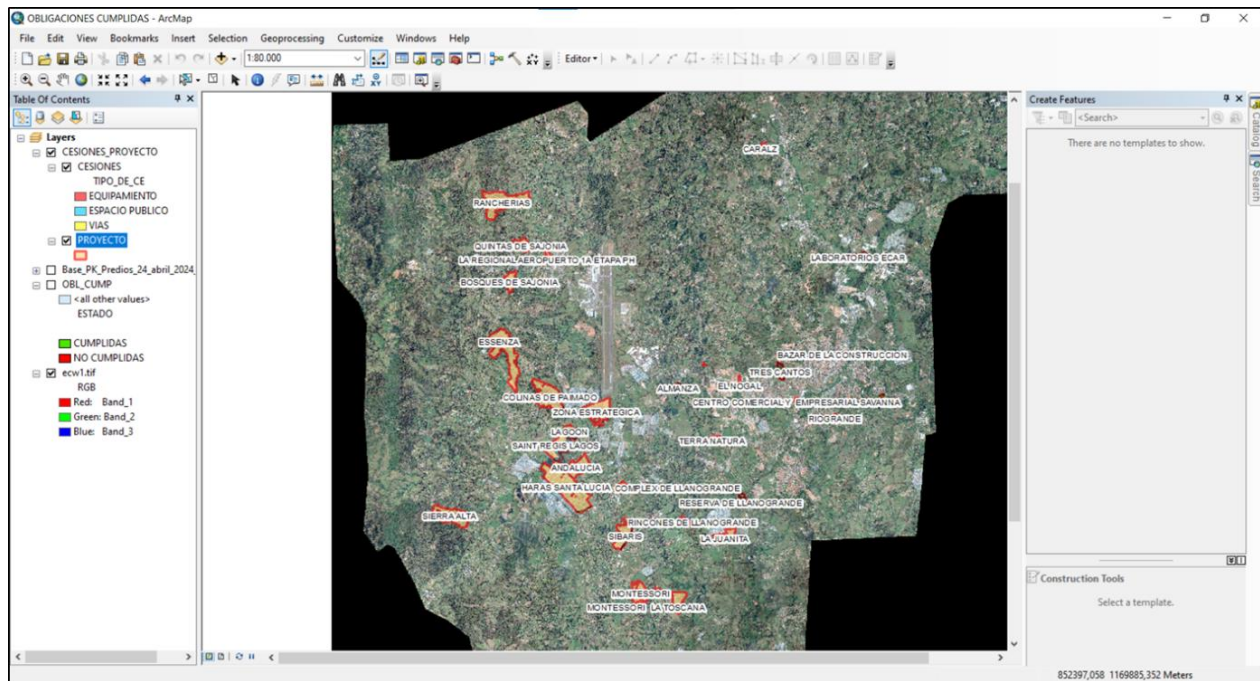 OBLIGACIONES CUMPLIDAS - ArcMap
File Edit View Bookmarks Insert Selection Geoprocessing Customize Windows Help
1:80.000
Editor
Table Of Contents
Layers
CESIONES_PROYECTO
CESIONES
TIPO_DE_CE
EQUIPAMIENTO
ESPACIO PUBLICO
VIAS
PROYECTO
Base_PK_Predios_24_abril_2024_
OBL_CUMP
<all other values>
ESTADO
CUMPLIDAS
NO CUMPLIDAS
ecw1.tif
RGB
Red: Band_1
Green: Band_2
Blue: Band_3
CARALZ
RANCHERIAS
QUINTAS DE SAJONIA
LA REGIONAL AEROPUERTO 1A ETAPA PH
LABORATORIOS ECAR
BOSQUES DE SAJONIA
ESSENZA
BAZAR DE LA CONSTRUCCION
TRES CANTOS
ALMANZA
EL NOGAL
COLINAS DE PAIMADO
CENTRO COMERCIAL Y EMPRESARIAL SAVANNA
ZONA ESTRATEGICA
RIOGRANDE
LAGOON
SAINT REGIS LAGOS
TERRA NATURA
ANDALUCIA
HARAS SANTA LUCIA
COMPLEX DE LLANOGRANDE
RESERVA DE LLANOGRANDE
SIERRA ALTA
RINCONES DE LLANOGRANDE
SIBARIS
LA JUANITA
MONTESSORI
MONTESSORI
LA TOSCANA
Create Features
<Search>
There are no templates to show.
Construction Tools
Select a template.
Catalog
Search
852397,058 1169885,352 Meters